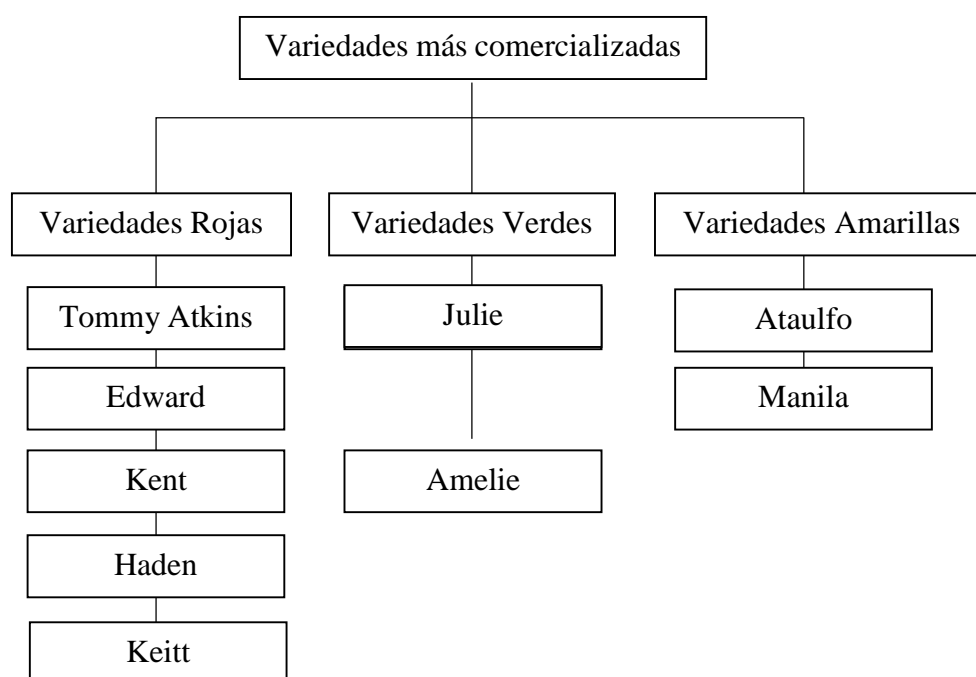 Variedades más comercializadas
Variedades Rojas
Variedades Verdes
Variedades Amarillas
Tommy Atkins
Edward
Kent
Haden
Keitt
Julie
Amelie
Ataulfo
Manila